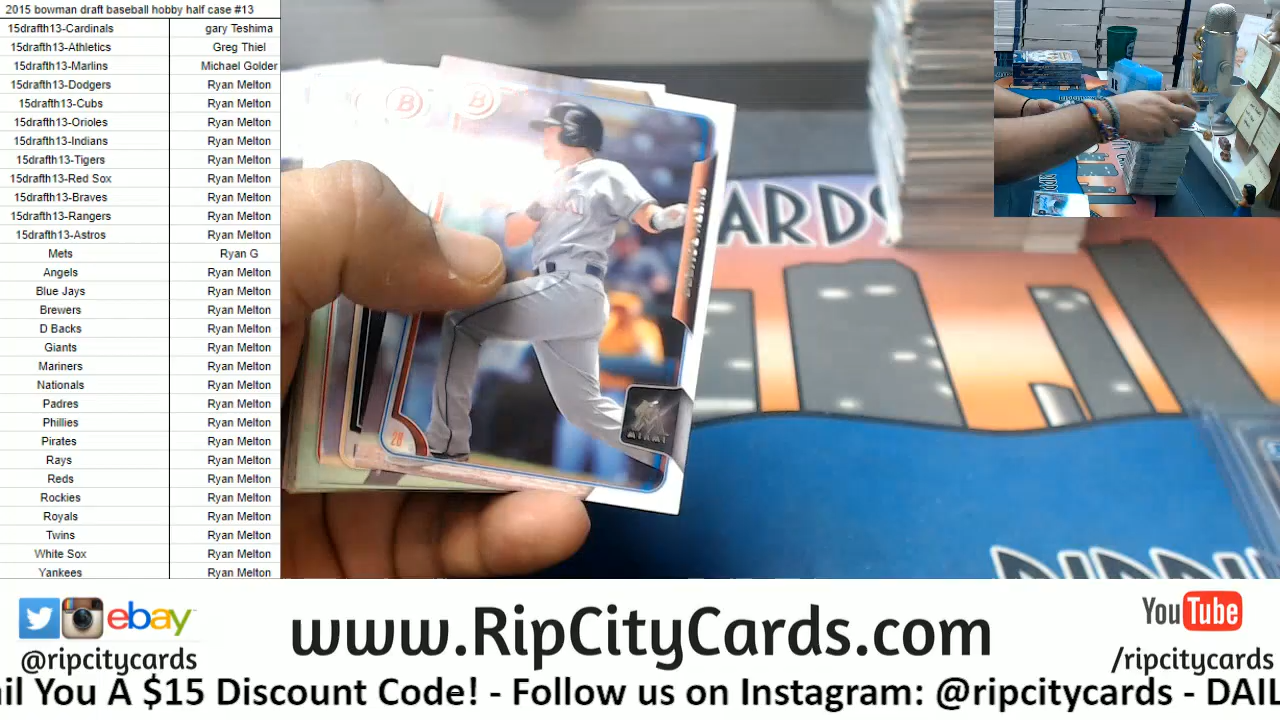 2015 bowman draft baseball hobby half case #13
15drafth13-Cardinals gary Teshima
15drafth13-Athletics Greg Thiel
15drafth13-Marlins Michael Golder
15drafth13-Dodgers Ryan Melton
15drafth13-Cubs Ryan Melton
15drafth13-Orioles Ryan Melton
15drafth13-Indians Ryan Melton
15drafth13-Tigers Ryan Melton
15drafth13-Red Sox Ryan Melton
15drafth13-Braves Ryan Melton
15drafth13-Rangers Ryan Melton
15drafth13-Astros Ryan Melton
Mets Ryan G
Angels Ryan Melton
Blue Jays Ryan Melton
Brewers Ryan Melton
D Backs Ryan Melton
Giants Ryan Melton
Mariners Ryan Melton
Nationals Ryan Melton
Padres Ryan Melton
Phillies Ryan Melton
Pirates Ryan Melton
Rays Ryan Melton
Reds Ryan Melton
Rockies Ryan Melton
Royals Ryan Melton
Twins Ryan Melton
White Sox Ryan Melton
Yankees Ryan Melton
B
B
ARDS
28
MIAMI
ebay
@ripcitycards
www.RipCityCards.com
YouTube
/ripcitycards
ail You A $15 Discount Code! - Follow us on Instagram: @ripcitycards - DAIL